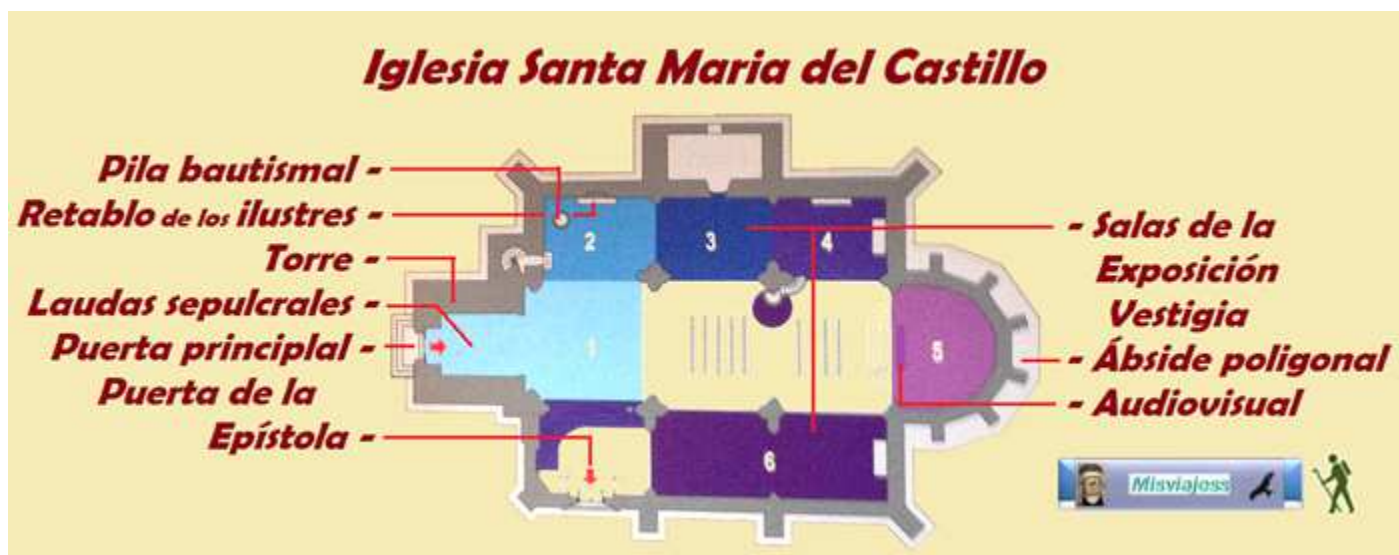 Iglesia Santa Maria del Castillo
Pila bautismal -
Retablo de los ilustres -
Torre -
Laudas sepulcrales -
Puerta principlal -
Puerta de la
Epístola -
2
3
4
1
5
6
- Salas de la
Exposición
Vestigia
- Ábside poligonal
- Audiovisual
Misviajoss